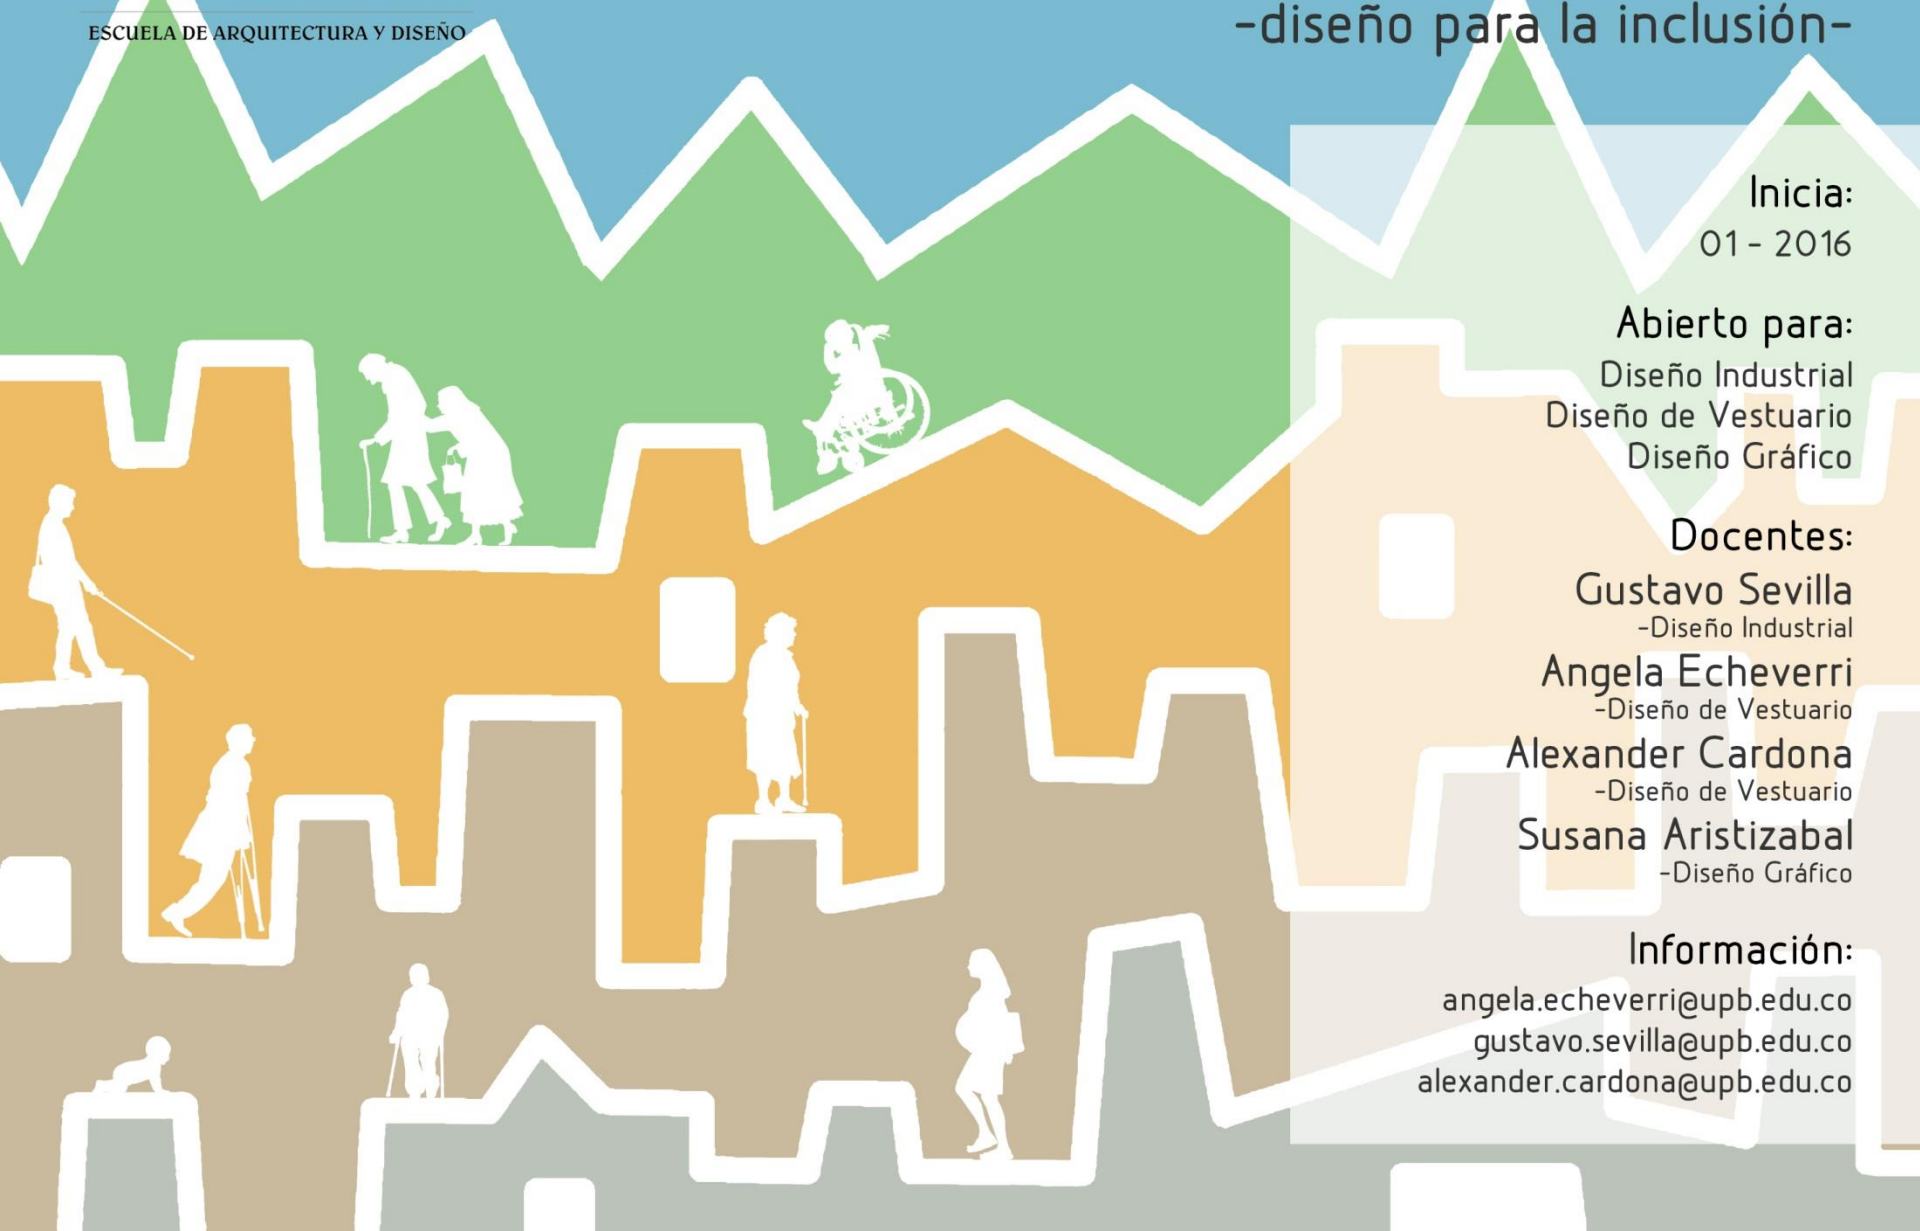 ESCUELA DE ARQUITECTURA Y DISEÑO
-diseño para la inclusión-
Inicia:
01 - 2016
Abierto para:
Diseño Industrial
Diseño de Vestuario
Diseño Gráfico
Docentes:
Gustavo Sevilla
-Diseño Industrial
Angela Echeverri
-Diseño de Vestuario
Alexander Cardona
-Diseño de Vestuario
Susana Aristizabal
-Diseño Gráfico
Información:
angela.echeverri@upb.edu.co
gustavo.sevilla@upb.edu.co
alexander.cardona@upb.edu.co